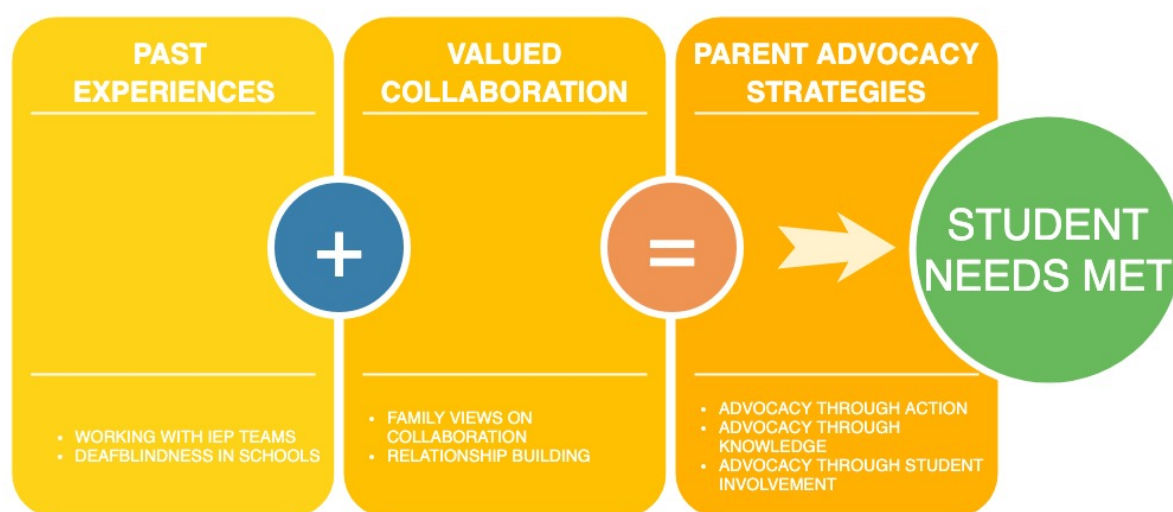 PAST
EXPERIENCES
• WORKING WITH IEP TEAMS
• DEAFBLINDNESS IN SCHOOLS
+
VALUED
COLLABORATION
• FAMILY VIEWS ON
COLLABORATION
• RELATIONSHIP BUILDING
=
PARENT ADVOCACY
STRATEGIES
• ADVOCACY THROUGH ACTION
• ADVOCACY THROUGH
KNOWLEDGE
• ADVOCACY THROUGH STUDENT
INVOLVEMENT
STUDENT
NEEDS MET